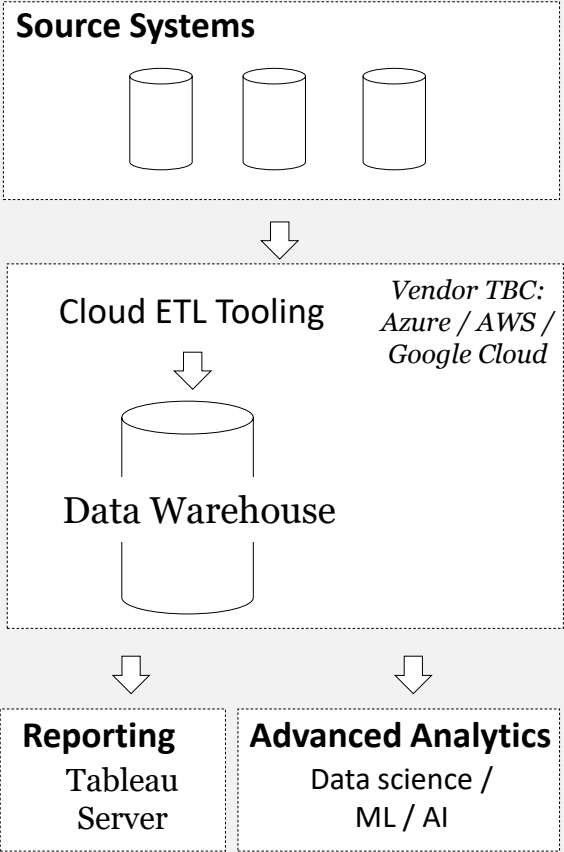 Source Systems
Cloud ETL Tooling
Vendor TBC:
Azure / AWS /
Google Cloud
Data Warehouse
Reporting
Tableau
Server
Advanced Analytics
Data science /
ML / AI